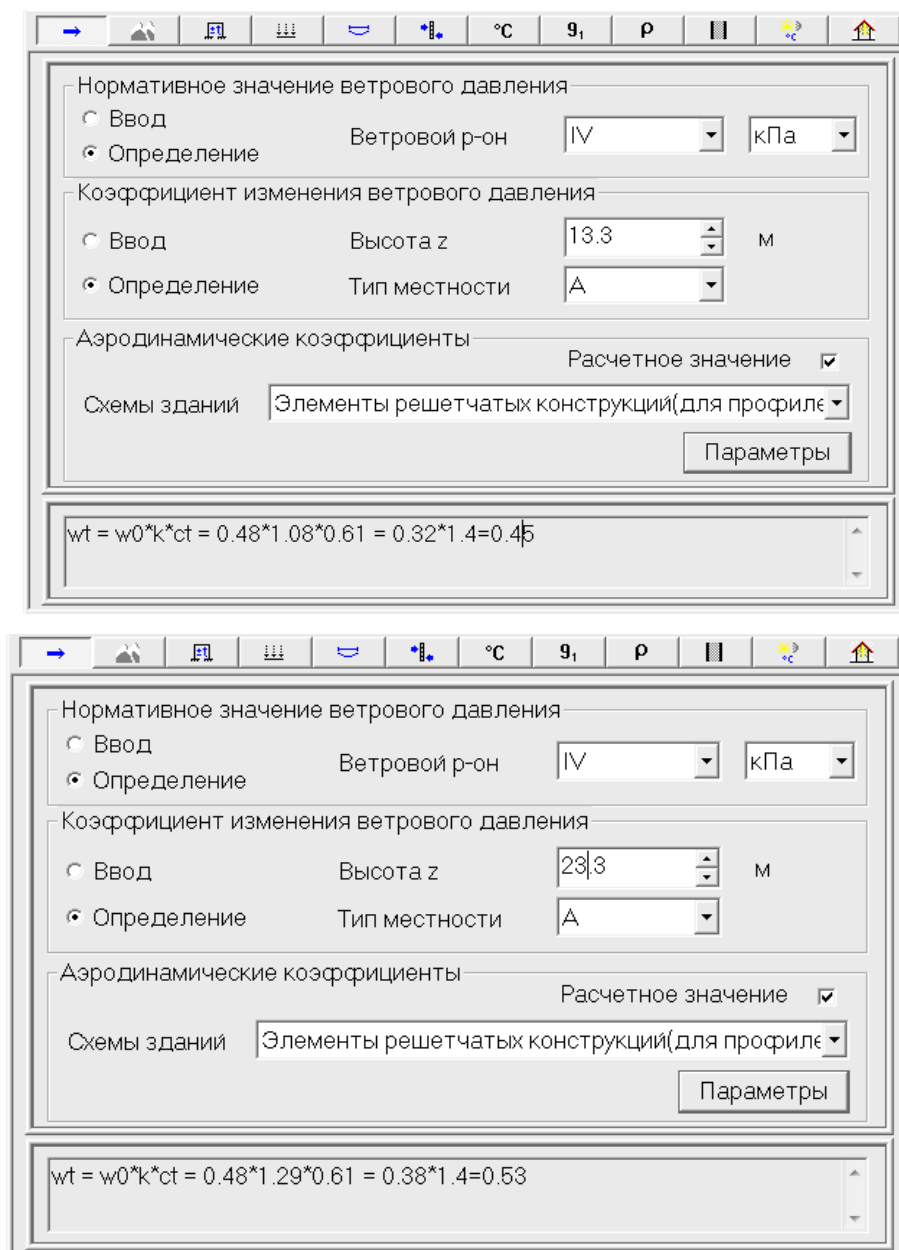 °C g₁ ρ °C
Нормативное значение ветрового давления
Ввод
Определение
Ветровой р-он IV кПа
Коэффициент изменения ветрового давления
Ввод Высота z 13.3 м
Определение Тип местности А
Аэродинамические коэффициенты
Расчетное значение
Схемы зданий Элементы решетчатых конструкций(для профиле
Параметры
wt = w0*k*ct = 0.48*1.08*0.61 = 0.32*1.4=0.45
°C g₁ ρ °C
Нормативное значение ветрового давления
Ввод
Определение
Ветровой р-он IV кПа
Коэффициент изменения ветрового давления
Ввод Высота z 23.3 м
Определение Тип местности А
Аэродинамические коэффициенты
Расчетное значение
Схемы зданий Элементы решетчатых конструкций(для профиле
Параметры
wt = w0*k*ct = 0.48*1.29*0.61 = 0.38*1.4=0.53